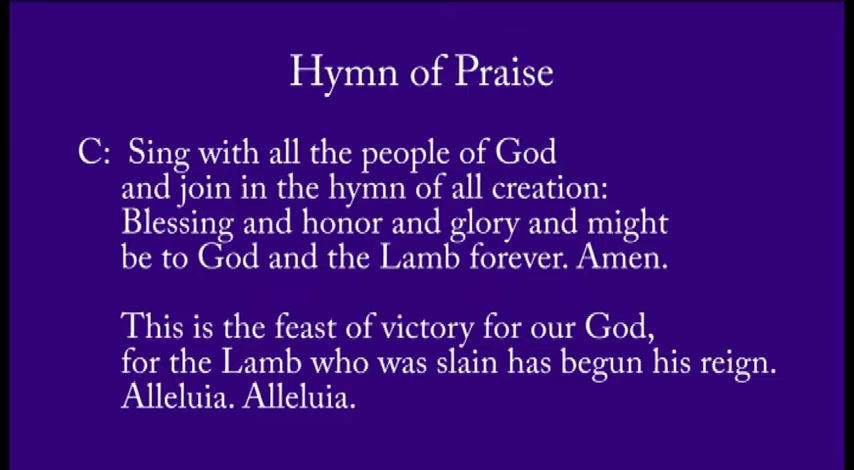 Hymn of Praise
C: Sing with all the people of God
and join in the hymn of all creation:
Blessing and honor and glory and might
be to God and the Lamb forever. Amen.
This is the feast of victory for our God,
for the Lamb who was slain has begun his reign.
Alleluia. Alleluia.